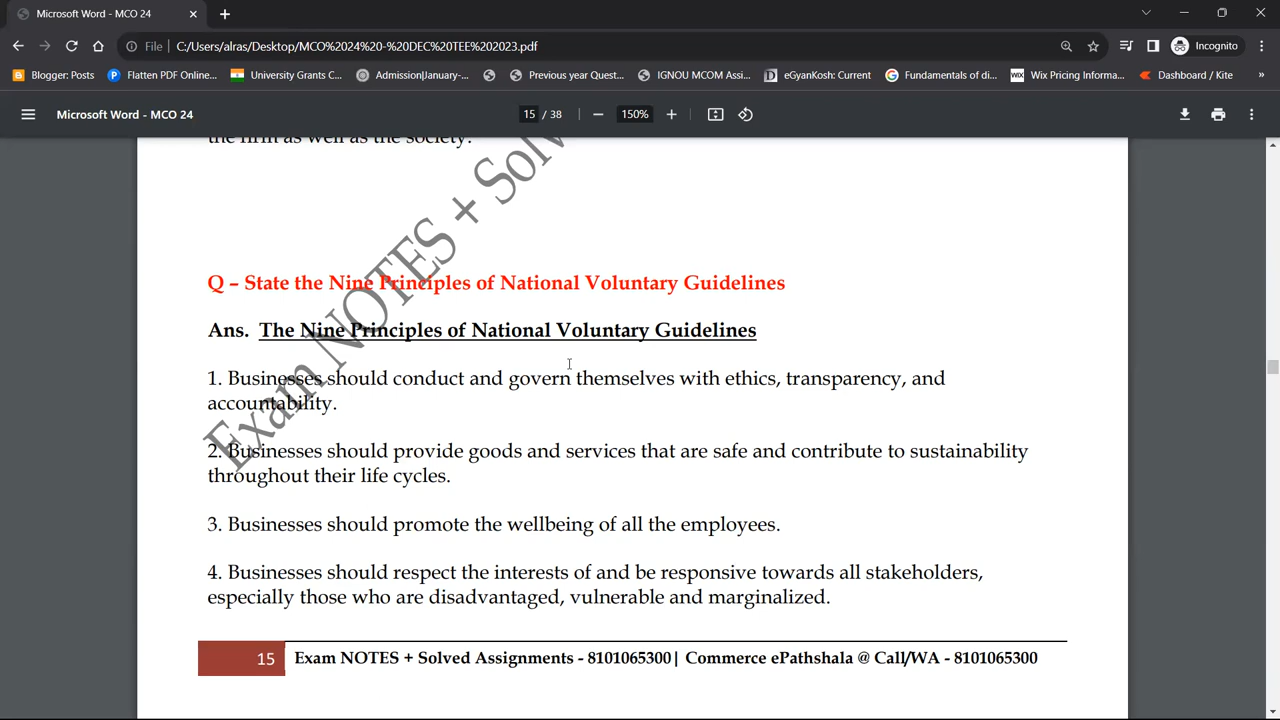 Microsoft Word - MCO 24
File C:/Users/alras/Desktop/MCO%2024%20-%20DEC%20TEE%202023.pdf Incognito
Blogger: Posts Flatten PDF Online... University Grants C... Admission|January-... Previous year Quest... IGNOU MCOM Assi... eGyanKosh: Current Fundamentals of di... WIX Wix Pricing Informa... Dashboard / Kite »
Microsoft Word - MCO 24 15 / 38 150%
the firm as well as the society.
Exam NOTES + Solv
Q – State the Nine Principles of National Voluntary Guidelines
Ans. The Nine Principles of National Voluntary Guidelines
1. Businesses should conduct and govern themselves with ethics, transparency, and
accountability.
2. Businesses should provide goods and services that are safe and contribute to sustainability
throughout their life cycles.
3. Businesses should promote the wellbeing of all the employees.
4. Businesses should respect the interests of and be responsive towards all stakeholders,
especially those who are disadvantaged, vulnerable and marginalized.
15 Exam NOTES + Solved Assignments - 8101065300| Commerce ePathshala @ Call/WA - 8101065300